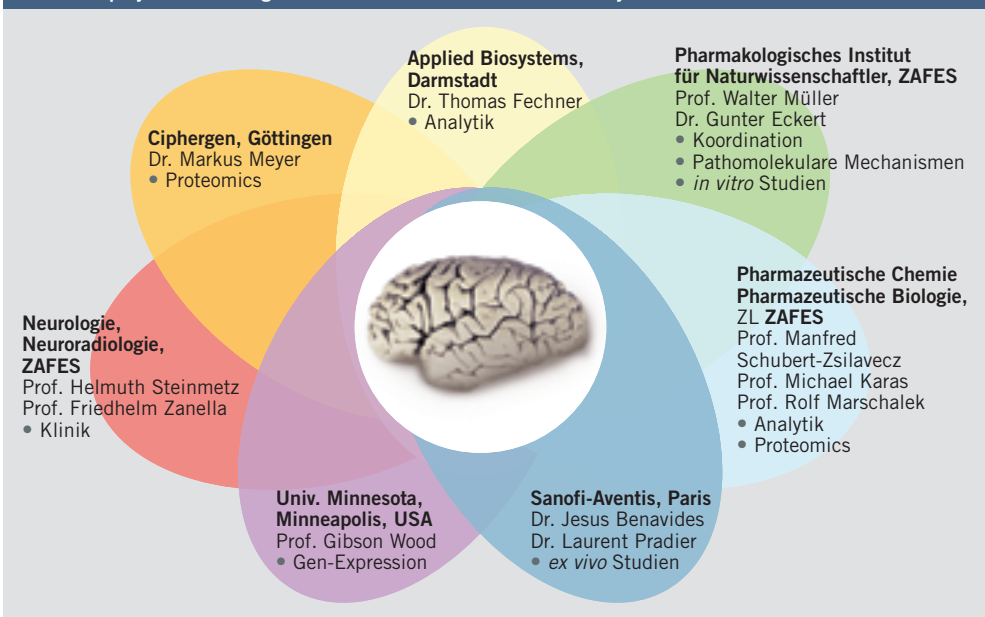 Applied Biosystems,
Darmstadt
Dr. Thomas Fechner
• Analytik
Pharmakologisches Institut
für Naturwissenschaftler, ZAFES
Prof. Walter Müller
Dr. Gunter Eckert
• Koordination
• Pathomolekulare Mechanismen
• in vitro Studien
Ciphergen, Göttingen
Dr. Markus Meyer
• Proteomics
Pharmazeutische Chemie
Pharmazeutische Biologie,
ZL ZAFES
Prof. Manfred
Schubert-Zsilavecz
Prof. Michael Karas
Prof. Rolf Marschalek
• Analytik
• Proteomics
Neurologie,
Neuroradiologie,
ZAFES
Prof. Helmuth Steinmetz
Prof. Friedhelm Zanella
• Klinik
Univ. Minnesota,
Minneapolis, USA
Prof. Gibson Wood
• Gen-Expression
Sanofi-Aventis, Paris
Dr. Jesus Benavides
Dr. Laurent Pradier
• ex vivo Studien